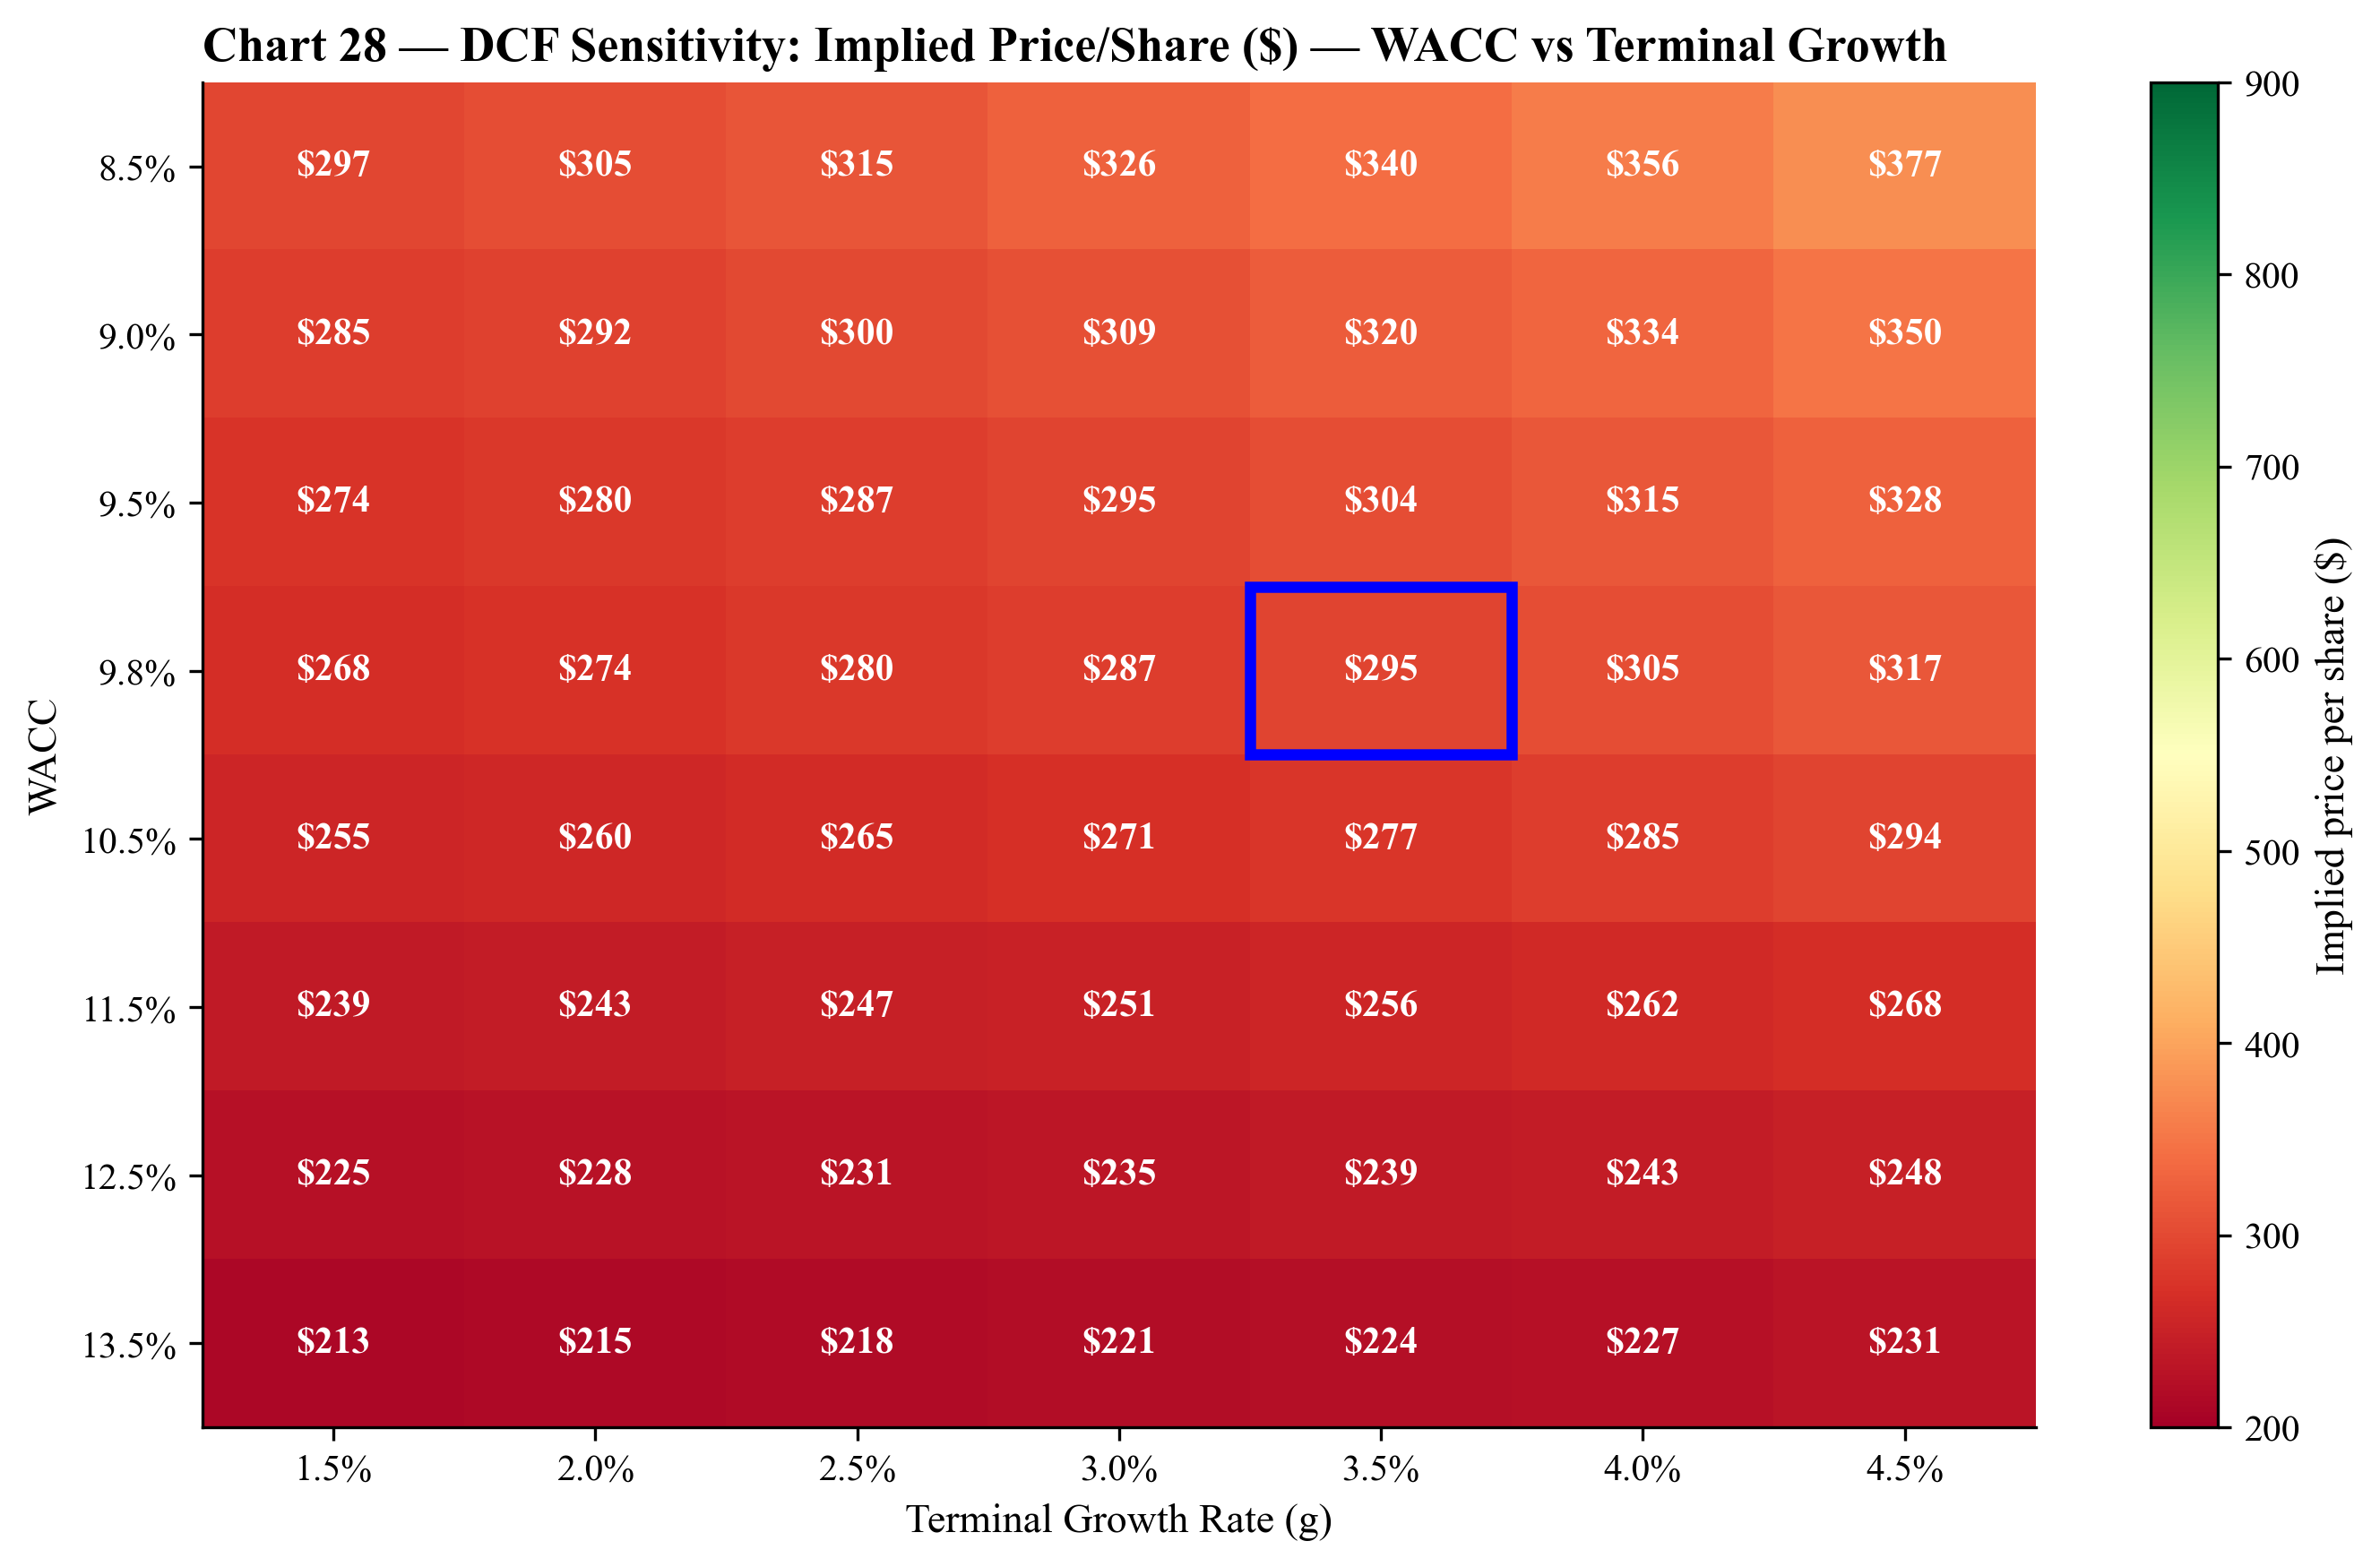 Chart 28 — DCF Sensitivity: Implied Price/Share ($) — WACC vs Terminal Growth
WACC
8.5% $297 $305 $315 $326 $340 $356 $377
9.0% $285 $292 $300 $309 $320 $334 $350
9.5% $274 $280 $287 $295 $304 $315 $328
9.8% $268 $274 $280 $287 $295 $305 $317
10.5% $255 $260 $265 $271 $277 $285 $294
11.5% $239 $243 $247 $251 $256 $262 $268
12.5% $225 $228 $231 $235 $239 $243 $248
13.5% $213 $215 $218 $221 $224 $227 $231
1.5% 2.0% 2.5% 3.0% 3.5% 4.0% 4.5%
Terminal Growth Rate (g)
900
800
700
600
500
400
300
200
Implied price per share ($)